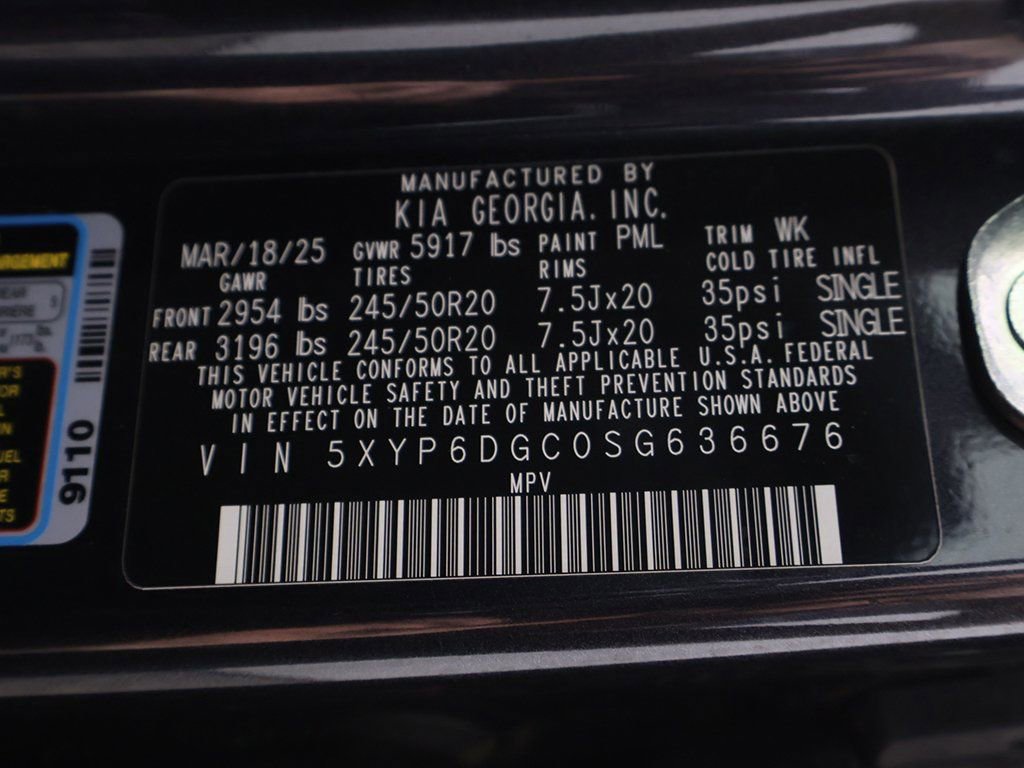 MANUFACTURED BY
KIA GEORGIA. INC.
MAR/18/25 GVWR 5917 lbs PAINT PML TRIM WK
GAWR TIRES RIMS COLD TIRE INFL
FRONT 2954 lbs 245/50R20 7.5Jx20 35psi SINGLE
REAR 3196 lbs 245/50R20 7.5Jx20 35psi SINGLE
THIS VEHICLE CONFORMS TO ALL APPLICABLE U.S.A. FEDERAL
MOTOR VEHICLE SAFETY AND THEFT PREVENTION STANDARDS
IN EFFECT ON THE DATE OF MANUFACTURE SHOWN ABOVE
VIN 5XYP6DGC0SG636676
MPV
9110